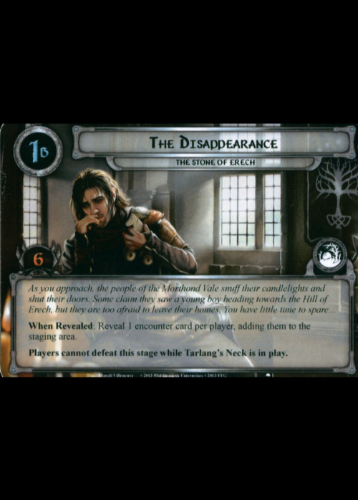 1B
THE DISAPPEARANCE
THE STONE OF ERECH
6
As you approach, the people of the Morthond Vale snuff their candlelights and
shut their doors. Some claim they saw a young boy heading towards the Hill of
Erech, but they are too afraid to leave their homes. You have little time to spare...
When Revealed: Reveal 1 encounter card per player, adding them to the
staging area.
Players cannot defeat this stage while Tarlang's Neck is in play.